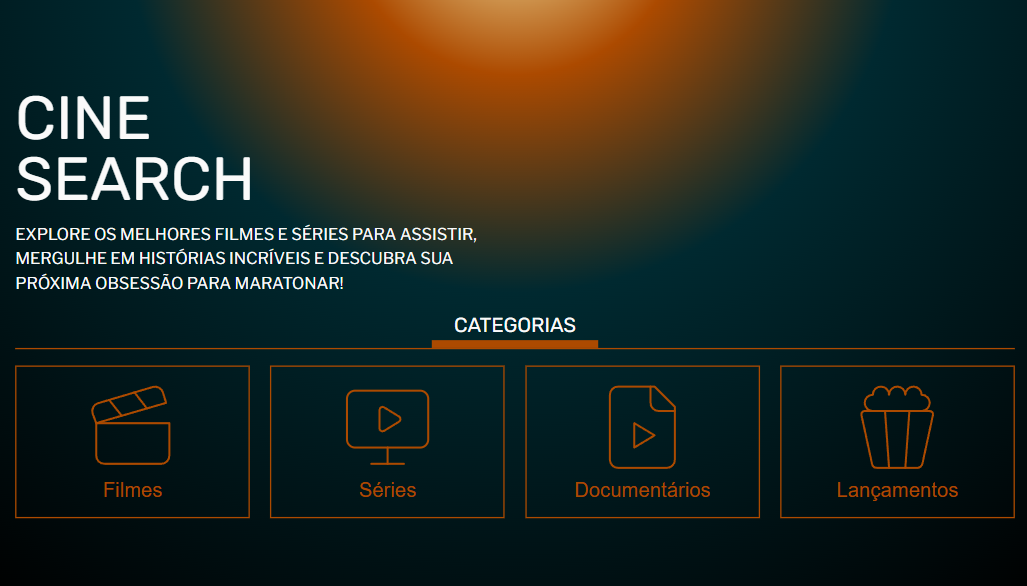 CINE
SEARCH
EXPLORE OS MELHORES FILMES E SÉRIES PARA ASSISTIR,
MERGULHE EM HISTÓRIAS INCRÍVEIS E DESCUBRA SUA
PRÓXIMA OBSESSÃO PARA MARATONAR!
CATEGORIAS
Filmes
Séries
Documentários
Lançamentos